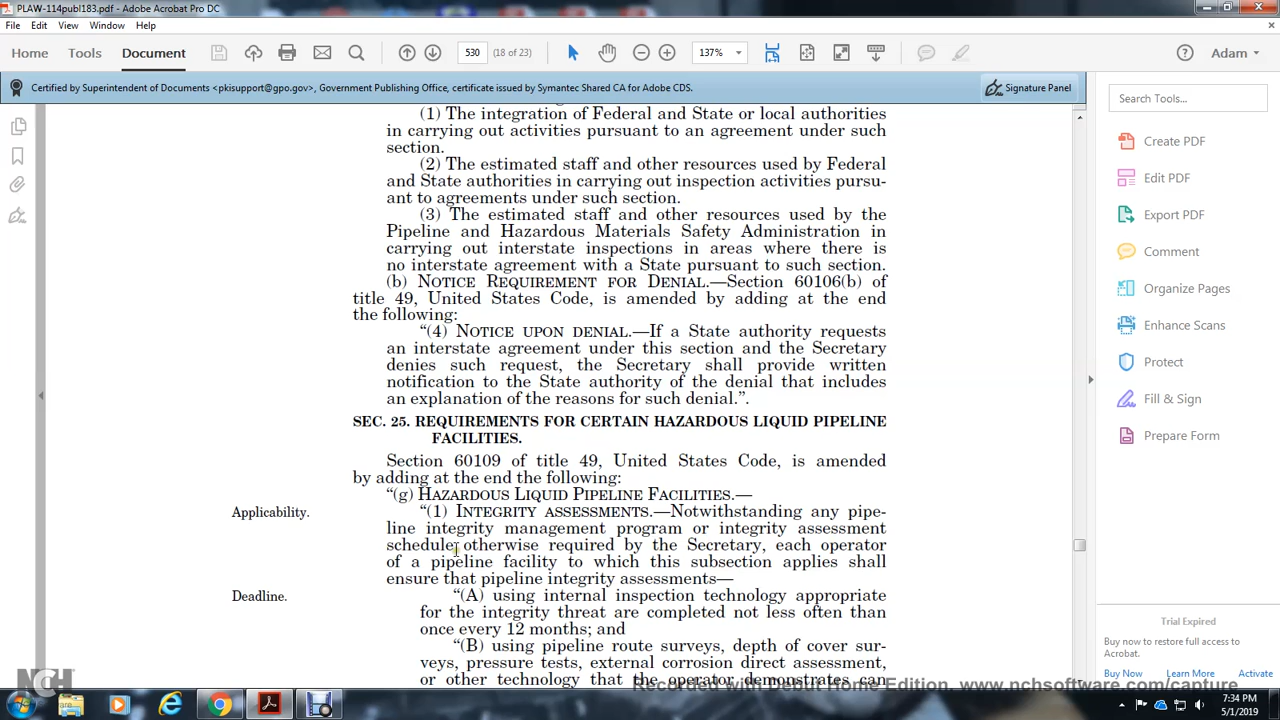 PLAW-114publ183.pdf - Adobe Acrobat Pro DC
File Edit View Window Help
Home Tools Document 530 (18 of 23) 137% Adam
Certified by Superintendent of Documents <pkisupport@gpo.gov>, Government Publishing Office, certificate issued by Symantec Shared CA for Adobe CDS.
Signature Panel
(1) The integration of Federal and State or local authorities
in carrying out activities pursuant to an agreement under such
section.
(2) The estimated staff and other resources used by Federal
and State authorities in carrying out inspection activities pursu-
ant to agreements under such section.
(3) The estimated staff and other resources used by the
Pipeline and Hazardous Materials Safety Administration in
carrying out interstate inspections in areas where there is
no interstate agreement with a State pursuant to such section.
(b) NOTICE REQUIREMENT FOR DENIAL.—Section 60106(b) of
title 49, United States Code, is amended by adding at the end
the following:
“(4) NOTICE UPON DENIAL.—If a State authority requests
an interstate agreement under this section and the Secretary
denies such request, the Secretary shall provide written
notification to the State authority of the denial that includes
an explanation of the reasons for such denial.”.
SEC. 25. REQUIREMENTS FOR CERTAIN HAZARDOUS LIQUID PIPELINE
FACILITIES.
Section 60109 of title 49, United States Code, is amended
by adding at the end the following:
“(g) HAZARDOUS LIQUID PIPELINE FACILITIES.—
Applicability.
“(1) INTEGRITY ASSESSMENTS.—Notwithstanding any pipe-
line integrity management program or integrity assessment
schedule otherwise required by the Secretary, each operator
of a pipeline facility to which this subsection applies shall
ensure that pipeline integrity assessments—
Deadline.
“(A) using internal inspection technology appropriate
for the integrity threat are completed not less often than
once every 12 months; and
“(B) using pipeline route surveys, depth of cover sur-
veys, pressure tests, external corrosion direct assessment,
or other technology that the operator demonstrates can
Search Tools...
Create PDF
Edit PDF
Export PDF
Comment
Organize Pages
Enhance Scans
Protect
Fill & Sign
Prepare Form
Trial Expired
Buy now to restore full access to
Acrobat.
Buy Now Learn More Activate
NCH
Recorded with Debut Home Edition. www.nchsoftware.com/capture
7:34 PM
5/1/2019